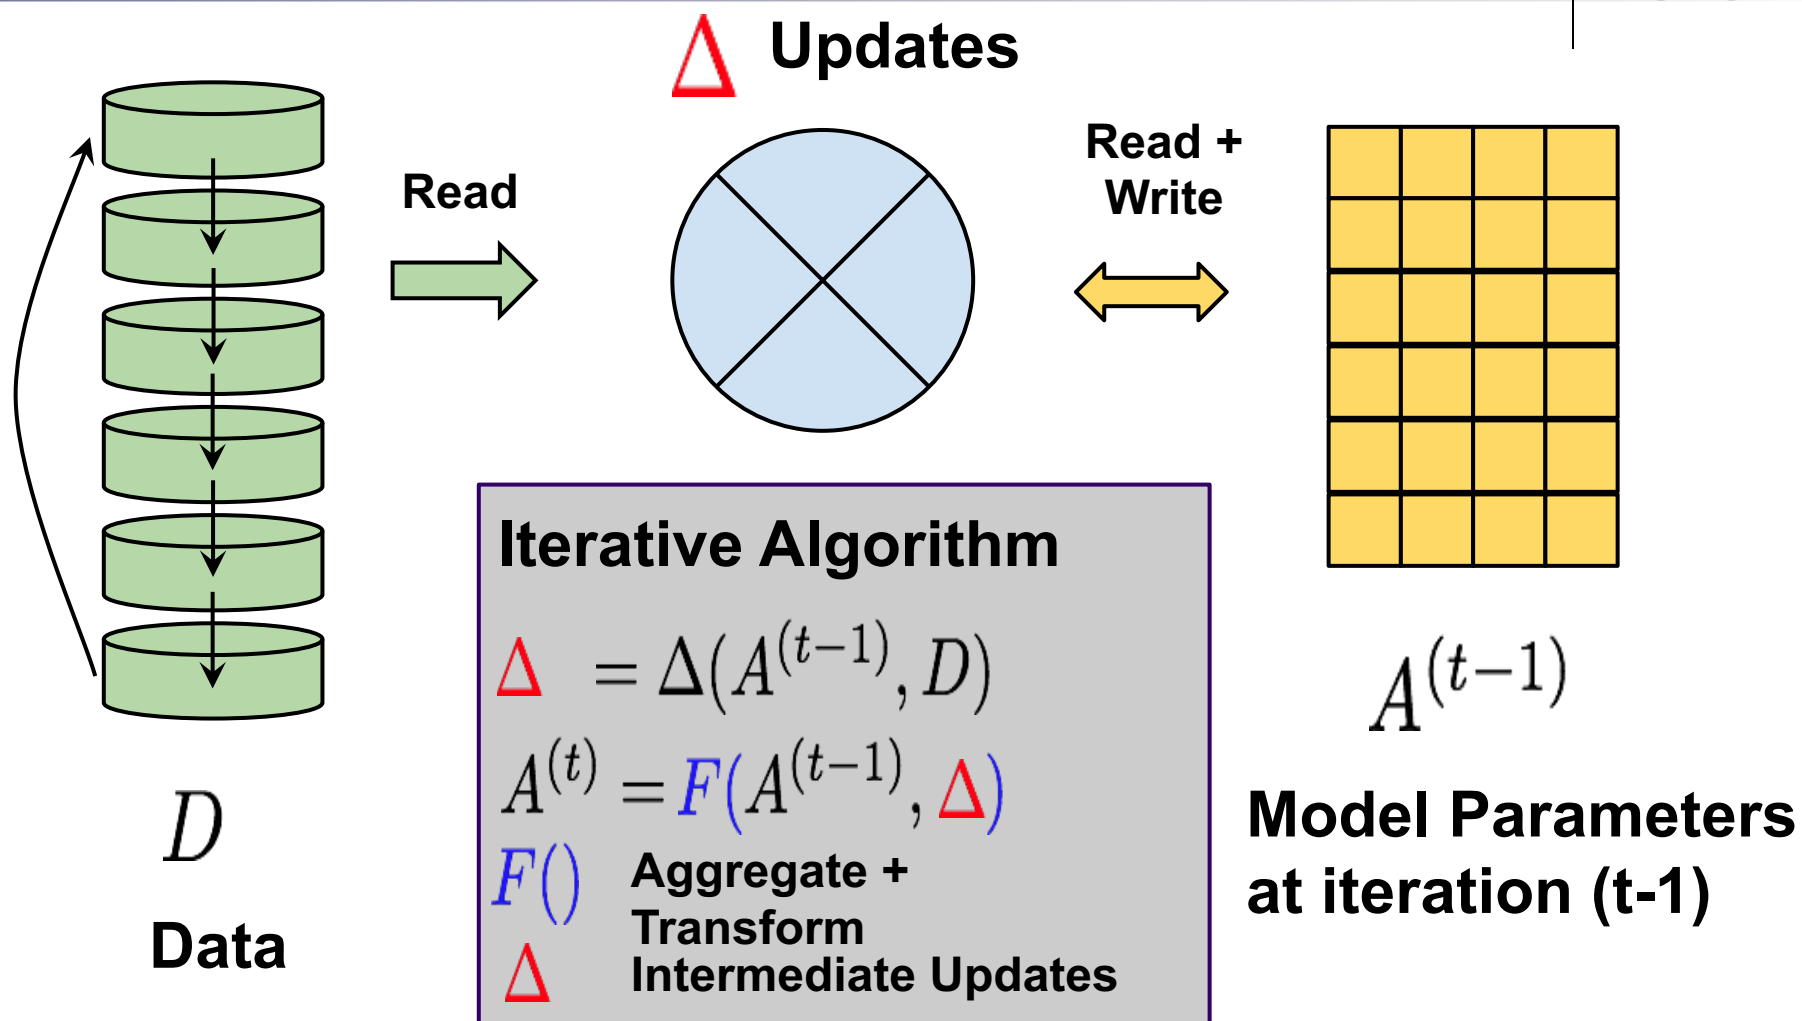 Δ Updates
Read
Read +
Write
Iterative Algorithm
Δ = Δ(A^{(t−1)}, D)
A^{(t)} = F(A^{(t−1)}, Δ)
F() Aggregate +
Transform
Δ Intermediate Updates
D
Data
A^{(t−1)}
Model Parameters
at iteration (t-1)